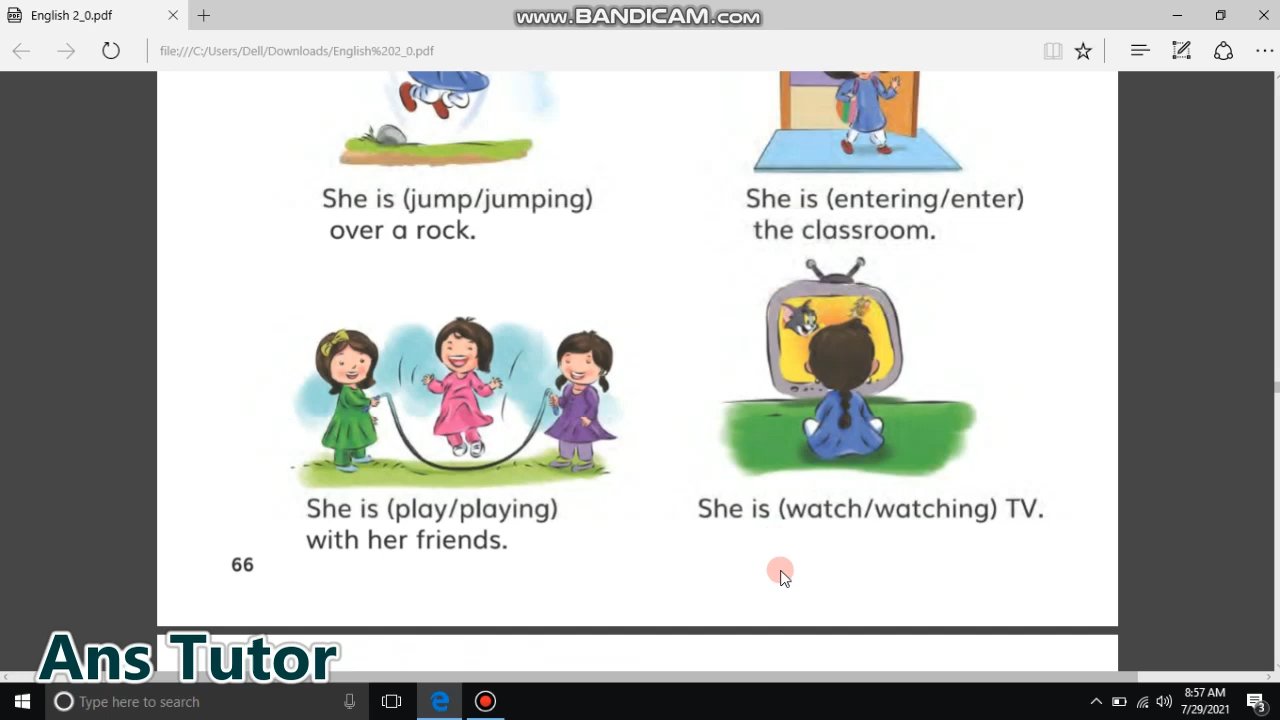 English 2_0.pdf
www.BANDICAM.com
file:///C:/Users/Dell/Downloads/English%202_0.pdf
She is (jump/jumping)
over a rock.
She is (entering/enter)
the classroom.
She is (play/playing)
with her friends.
She is (watch/watching) TV.
66
Ans Tutor
Type here to search
8:57 AM
7/29/2021
3